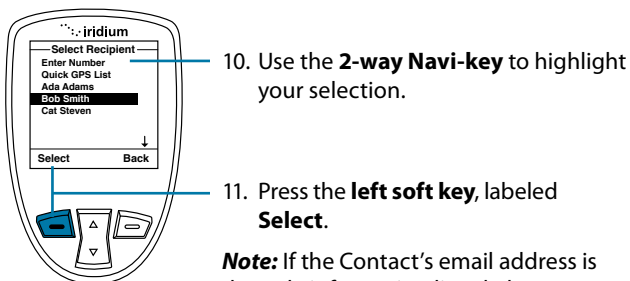 iridium
Select Recipient
Enter Number
Quick GPS List
Ada Adams
Bob Smith
Cat Steven
Select Back
10. Use the 2-way Navi-key to highlight
your selection.
11. Press the left soft key, labeled
Select.
Note: If the Contact's email address is